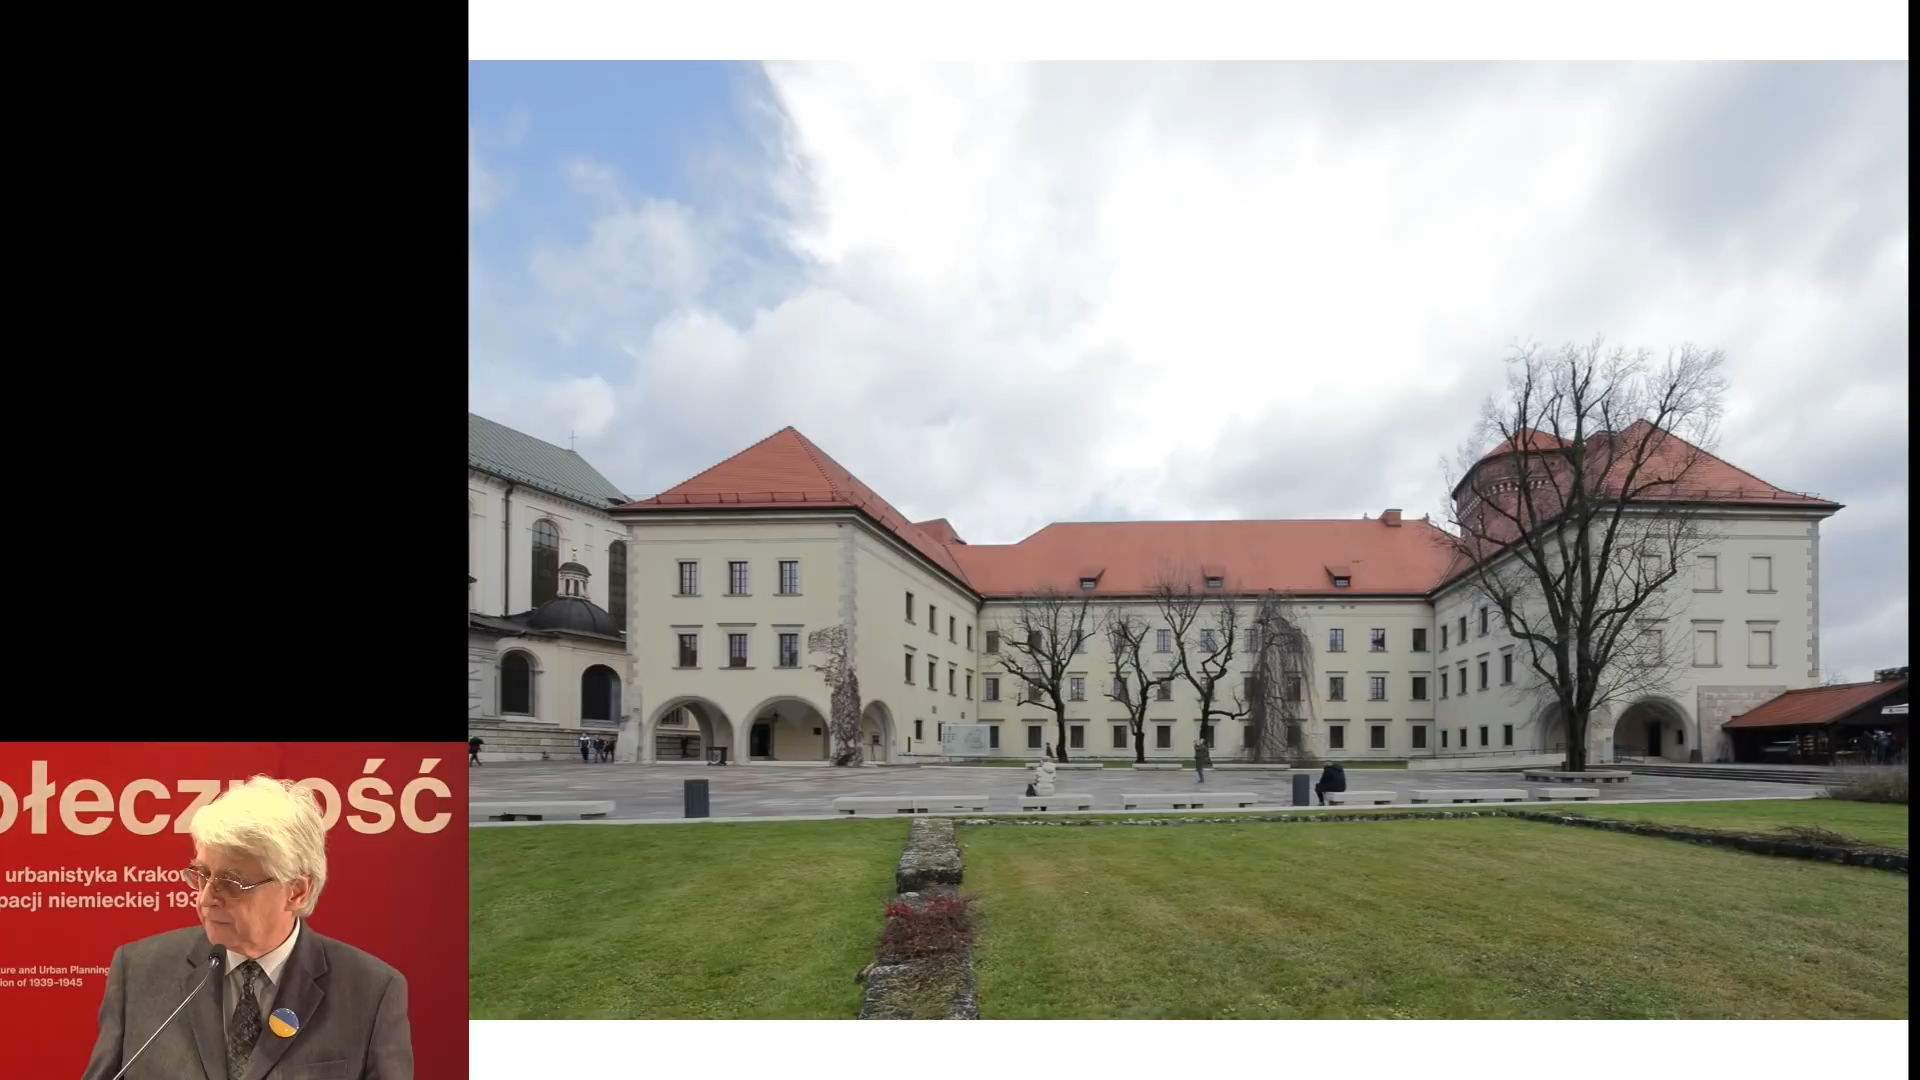 ołeczność
urbanistyka Krakow
pacji niemieckiej 193
ure and Urban Planning
ion of 1939–1945